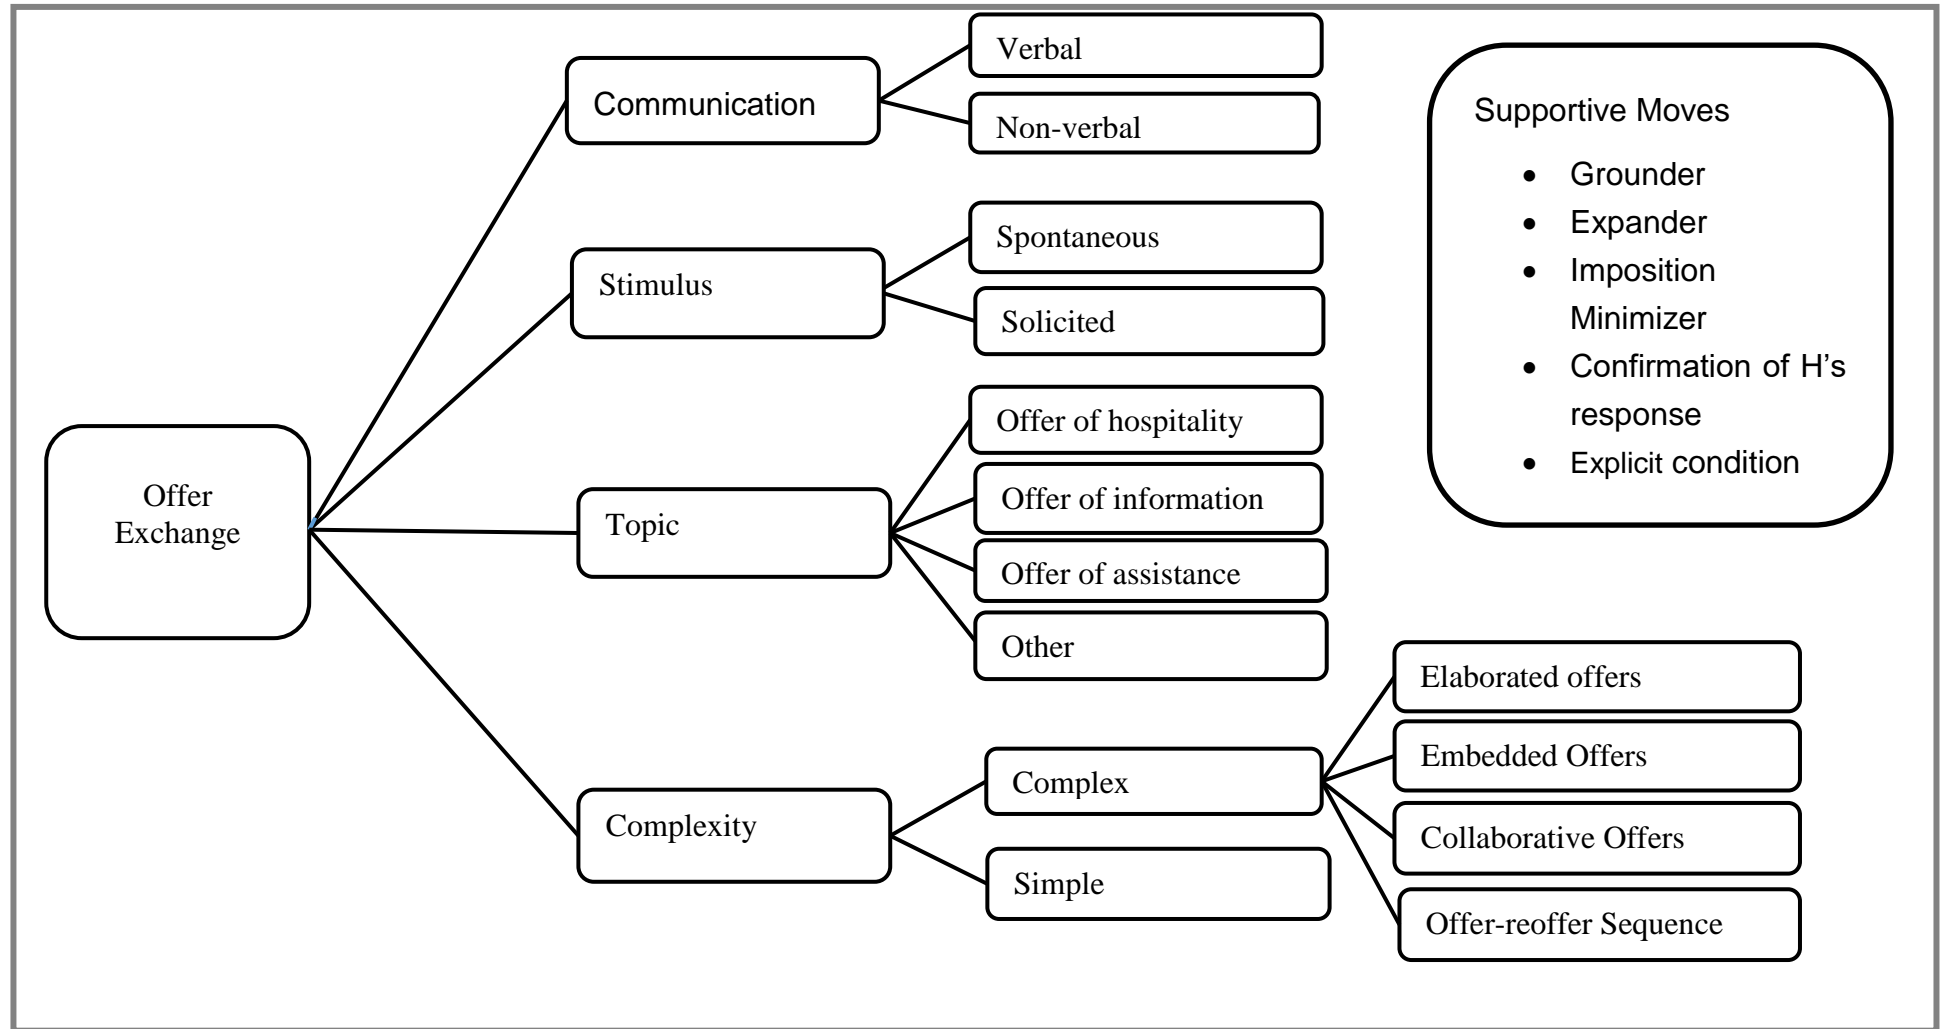 Offer
Exchange
Communication
Verbal
Non-verbal
Stimulus
Spontaneous
Solicited
Topic
Offer of hospitality
Offer of information
Offer of assistance
Other
Complexity
Complex
Elaborated offers
Embedded Offers
Collaborative Offers
Offer-reoffer Sequence
Simple
Supportive Moves
• Grounder
• Expander
• Imposition
Minimizer
• Confirmation of H’s
response
• Explicit condition